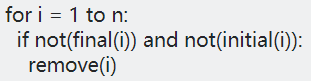 for i = 1 to n:
  if not(final(i)) and not(initial(i)):
    remove(i)